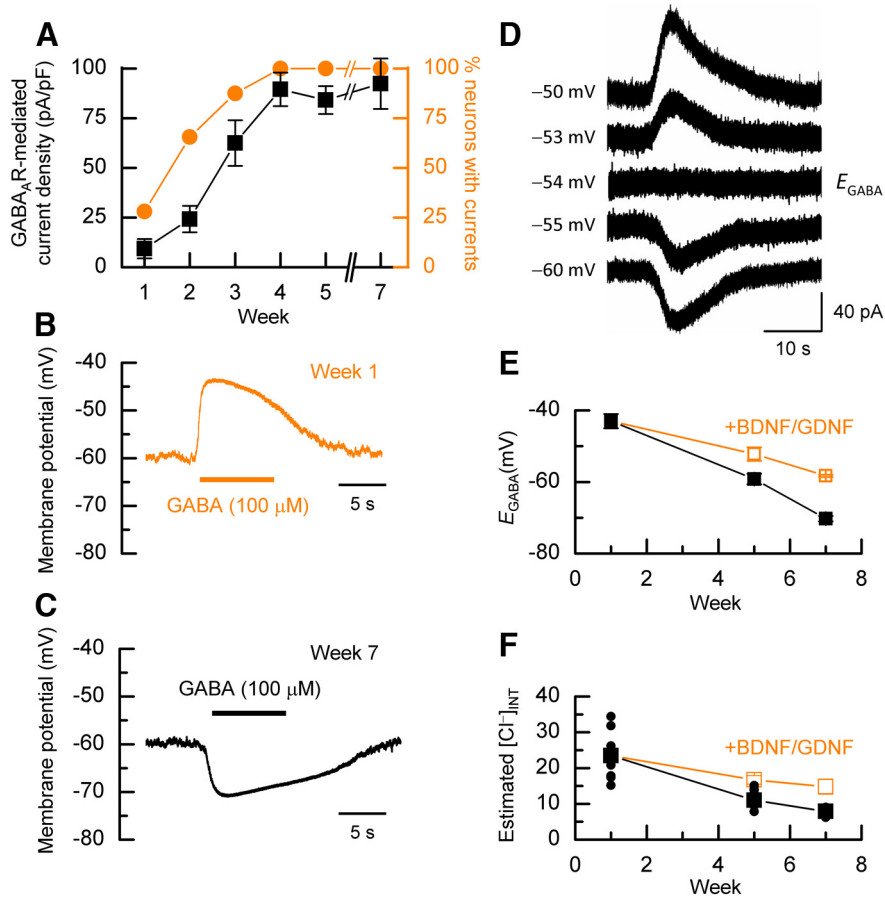 A
GABA_AR-mediated
current density (pA/pF)
100
75
50
25
0
1 2 3 4 5 7
Week
100
75
50
25
0
% neurons with currents
B
Membrane potential (mV)
-40
-50
-60
-70
-80
Week 1
GABA (100 μM)
5 s
C
Membrane potential (mV)
-40
-50
-60
-70
-80
Week 7
GABA (100 μM)
5 s
D
−50 mV
−53 mV
−54 mV
E_GABA
−55 mV
−60 mV
40 pA
10 s
E
E_GABA(mV)
-40
-60
-80
+BDNF/GDNF
0 2 4 6 8
Week
F
Estimated [Cl⁻]_INT
40
30
20
10
0
+BDNF/GDNF
0 2 4 6 8
Week